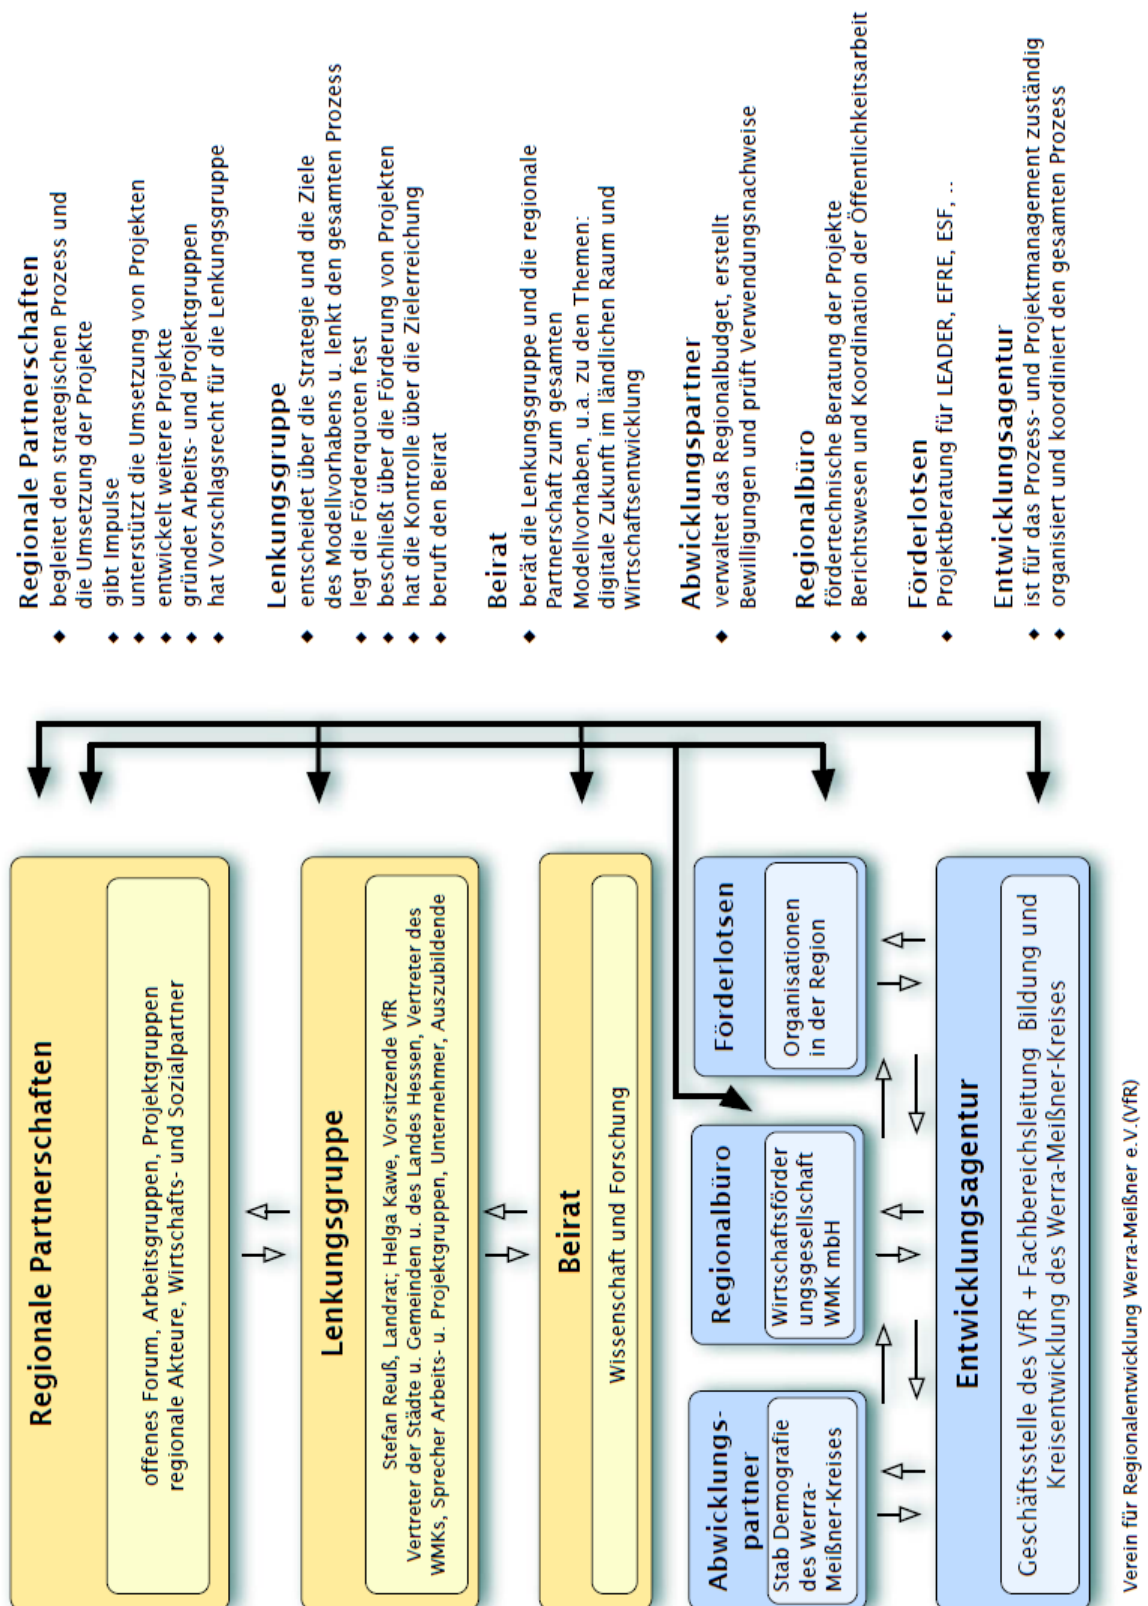 Regionale Partnerschaften
offenes Forum, Arbeitsgruppen, Projektgruppen
regionale Akteure, Wirtschafts- und Sozialpartner
Lenkungsgruppe
Stefan Reuß, Landrat; Helga Kawe, Vorsitzende VfR
Vertreter der Städte u. Gemeinden u. des Landes Hessen, Vertreter des
WMKs, Sprecher Arbeits- u. Projektgruppen, Unternehmer, Auszubildende
Beirat
Wissenschaft und Forschung
Abwicklungs-
partner
Stab Demografie
des Werra-
Meißner-Kreises
Regionalbüro
Wirtschaftsförder
ungsgesellschaft
WMK mbH
Förderlotsen
Organisationen
in der Region
Entwicklungsagentur
Geschäftsstelle des VfR + Fachbereichsleitung Bildung und
Kreisentwicklung des Werra-Meißner-Kreises
Verein für Regionalentwicklung Werra-Meißner e.V.(VfR)
Regionale Partnerschaften
◆ begleitet den strategischen Prozess und
die Umsetzung der Projekte
◆ gibt Impulse
◆ unterstützt die Umsetzung von Projekten
◆ entwickelt weitere Projekte
◆ gründet Arbeits- und Projektgruppen
◆ hat Vorschlagsrecht für die Lenkungsgruppe
Lenkungsgruppe
◆ entscheidet über die Strategie und die Ziele
des Modellvorhabens u. lenkt den gesamten Prozess
◆ legt die Förderquoten fest
◆ beschließt über die Förderung von Projekten
◆ hat die Kontrolle über die Zielerreichung
◆ beruft den Beirat
Beirat
◆ berät die Lenkungsgruppe und die regionale
Partnerschaft zum gesamten
Modellvorhaben, u.a. zu den Themen:
digitale Zukunft im ländlichen Raum und
Wirtschaftsentwicklung
Abwicklungspartner
◆ verwaltet das Regionalbudget, erstellt
Bewilligungen und prüft Verwendungsnachweise
Regionalbüro
◆ fördertechnische Beratung der Projekte
◆ Berichtswesen und Koordination der Öffentlichkeitsarbeit
Förderlotsen
◆ Projektberatung für LEADER, EFRE, ESF, ..
Entwicklungsagentur
◆ ist für das Prozess- und Projektmanagement zuständig
◆ organisiert und koordiniert den gesamten Prozess